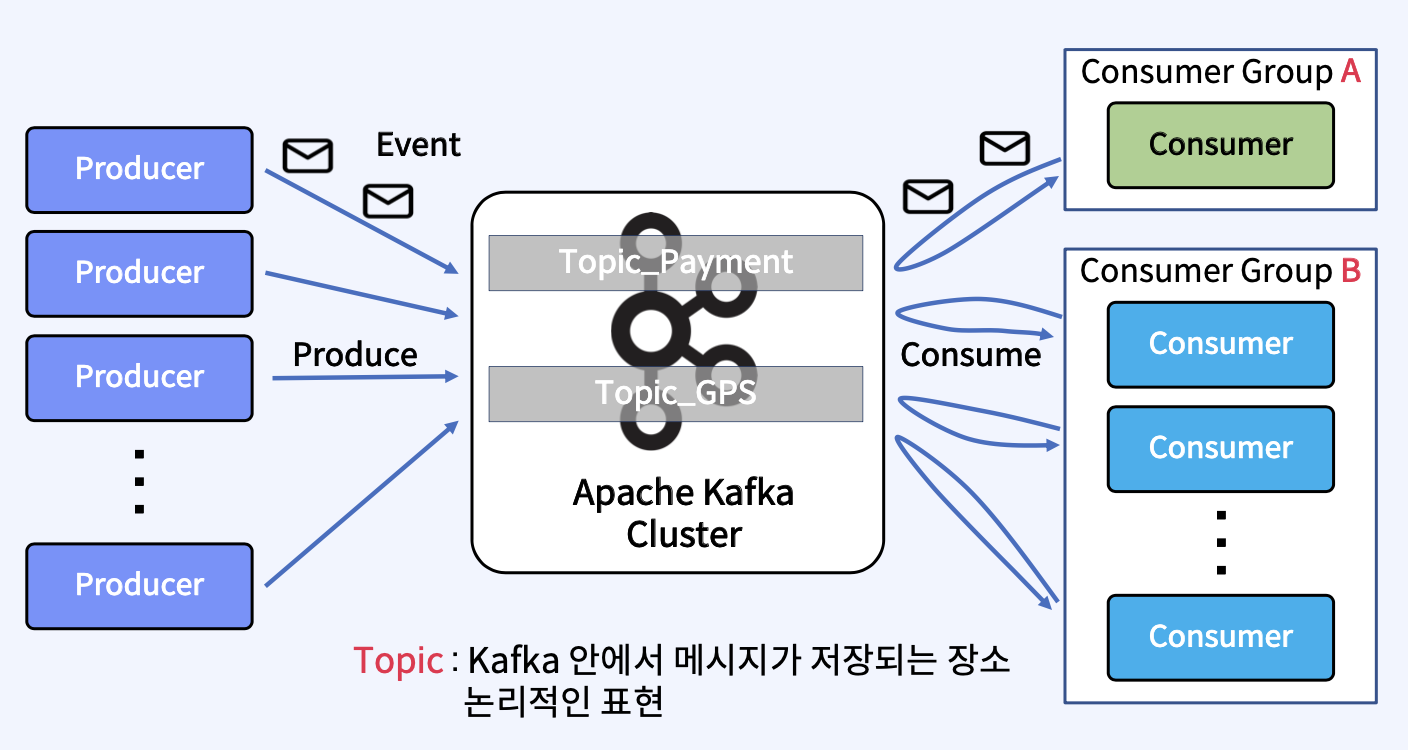 Producer
Producer
Producer
Producer
Event
Produce
Topic_Payment
Topic_GPS
Apache Kafka
Cluster
Consume
Consumer Group A
Consumer
Consumer Group B
Consumer
Consumer
Consumer
Topic : Kafka 안에서 메시지가 저장되는 장소
논리적인 표현